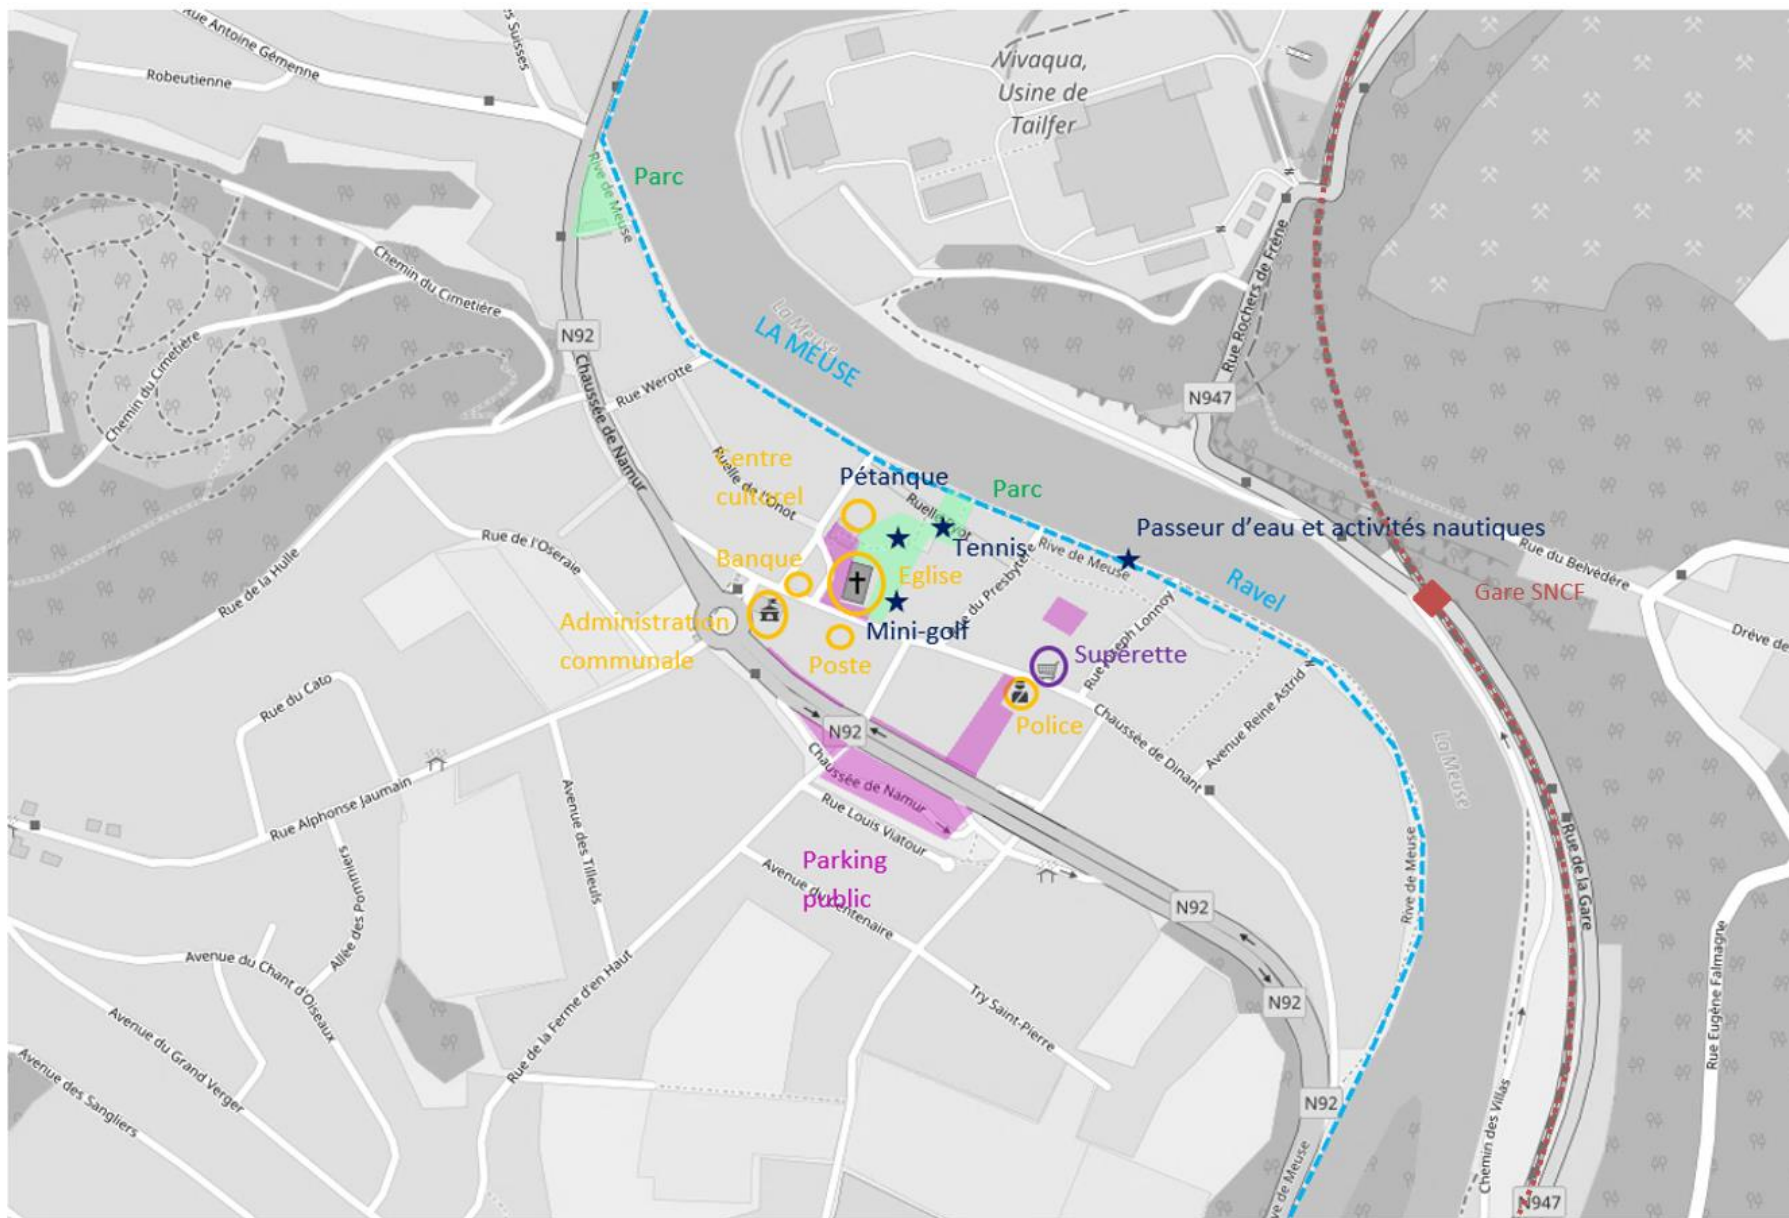 Rue Antoine Gémenne
es Suisses
Robeutienne
Vivaqua,
Usine de
Tailfer
Parc
Rive de Meuse
Chemin du Cimetière
Chemin du Cimetière
N92
Chaussée de Namur
La Meuse
LA MEUSE
Rue Rochers de Frêne
N947
Rue Werotte
Centre
culturel
Ruelle de l'Onot
Pétanque
Parc
Passeur d'eau et activités nautiques
Tennis
Rive de Meuse
Rue du Belvédère
Rue de la Hulle
Rue de l'Oseraie
Banque
Eglise
du Presbytère
Ravel
Gare SNCF
Drève de
Administration
communale
Mini-golf
Poste
Supérette
Rue Joseph Lonnoy
Police
Rue du Cato
N92
Chaussée de Dinant
Avenue Reine Astrid
La Meuse
Chaussée de Namur
Rue Louis Viatour
Rue Alphonse Jaumain
Avenue des Tilleuls
Allée des Pommiers
Parking
public
Avenue du Centenaire
Rive de Meuse
Rue de la Gare
N92
Avenue du Chant d'Oiseaux
Rue de la Ferme d'en Haut
Try Saint-Pierre
N92
Rue Eugène Falmagne
Avenue du Grand Verger
Avenue des Sangliers
N92
Chemin des Villas
de Meuse
N947